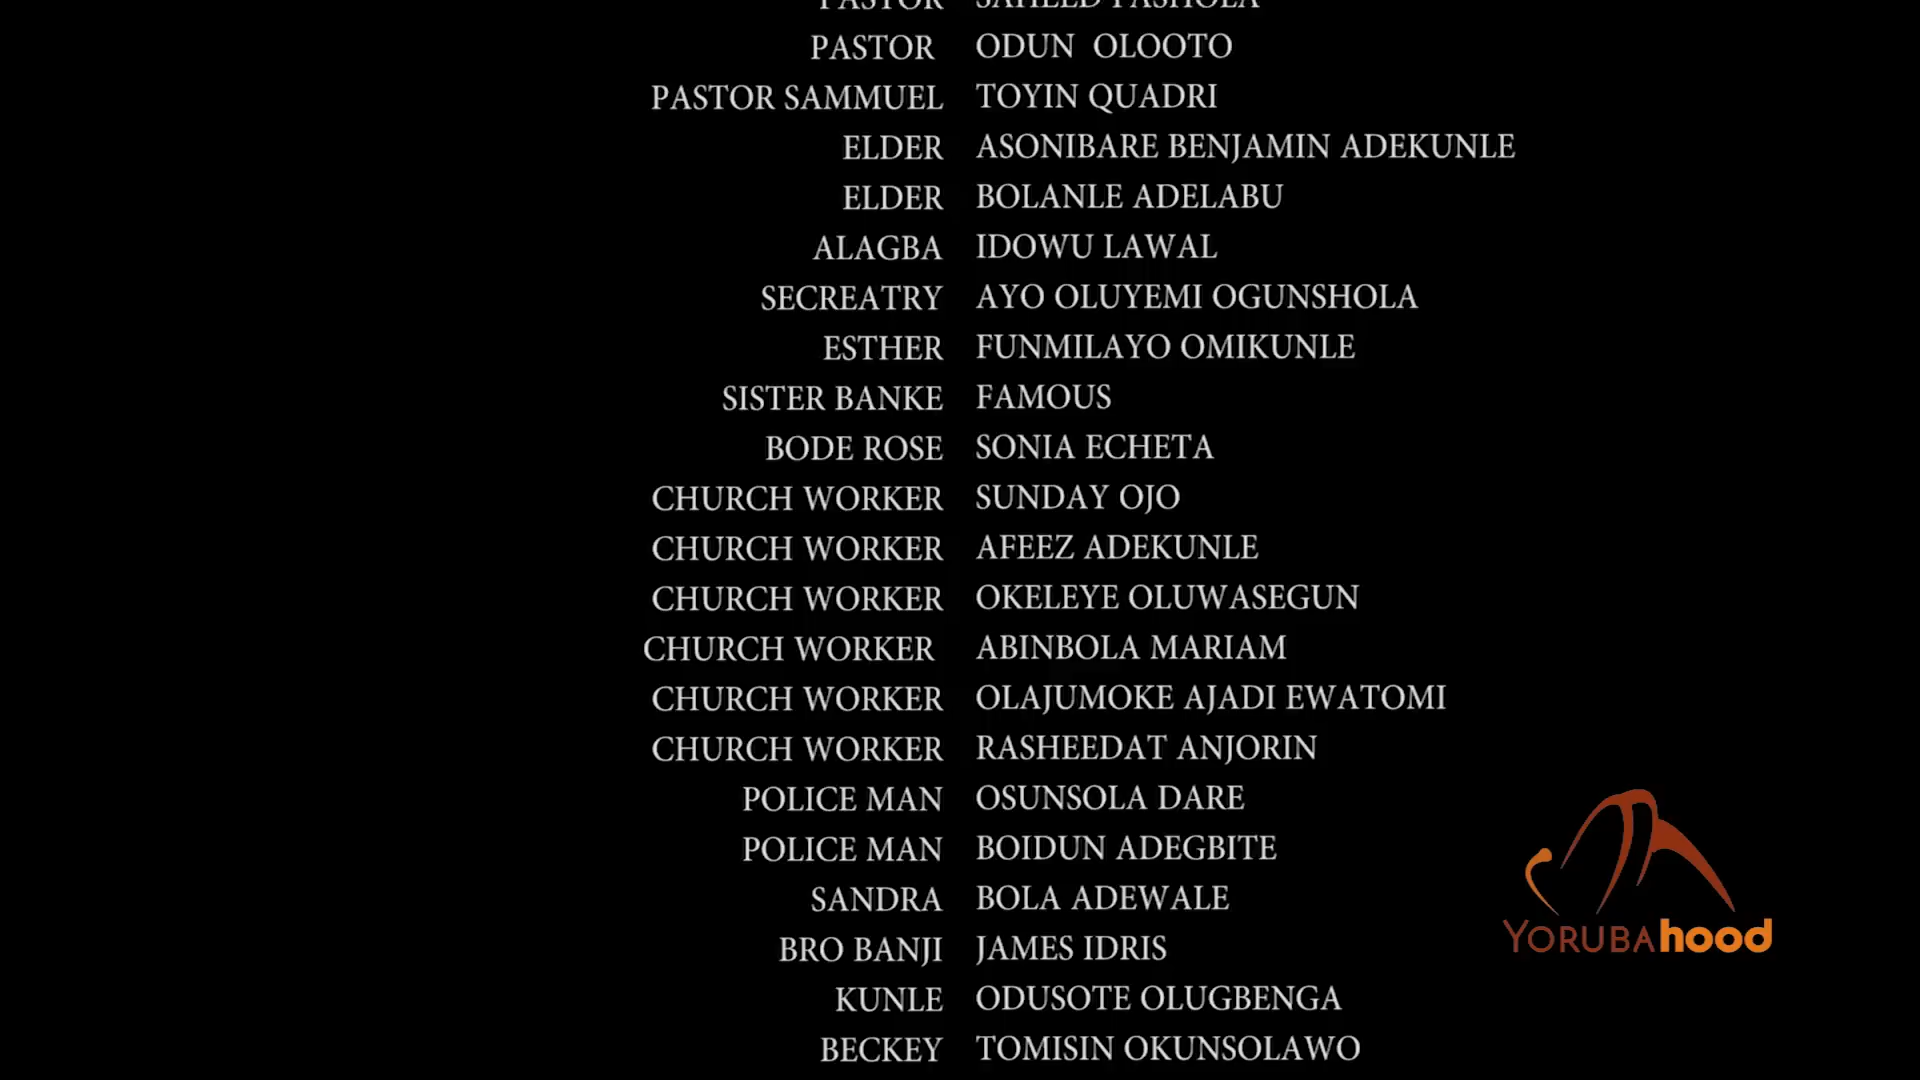 PASTOR SAHEED FASHOLA
PASTOR ODUN OLOOTO
PASTOR SAMMUEL TOYIN QUADRI
ELDER ASONIBARE BENJAMIN ADEKUNLE
ELDER BOLANLE ADELABU
ALAGBA IDOWU LAWAL
SECREATRY AYO OLUYEMI OGUNSHOLA
ESTHER FUNMILAYO OMIKUNLE
SISTER BANKE FAMOUS
BODE ROSE SONIA ECHETA
CHURCH WORKER SUNDAY OJO
CHURCH WORKER AFEEZ ADEKUNLE
CHURCH WORKER OKELEYE OLUWASEGUN
CHURCH WORKER ABINBOLA MARIAM
CHURCH WORKER OLAJUMOKE AJADI EWATOMI
CHURCH WORKER RASHEEDAT ANJORIN
POLICE MAN OSUNSOLA DARE
POLICE MAN BOIDUN ADEGBITE
SANDRA BOLA ADEWALE
BRO BANJI JAMES IDRIS
KUNLE ODUSOTE OLUGBENGA
BECKEY TOMISIN OKUNSOLAWO
YORUBAhood